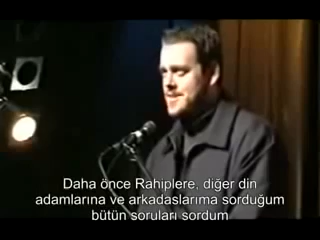 Daha önce Rahiplere, diğer din
adamlarına ve arkadaslarıma sorduğum
bütün soruları sordum